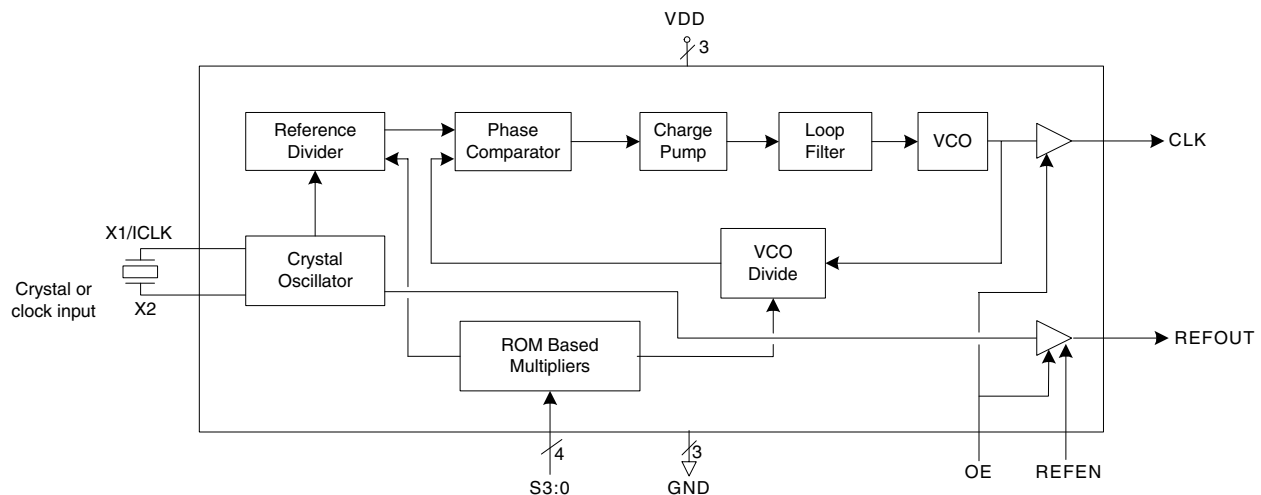 VDD
3
Reference
Divider
Phase
Comparator
Charge
Pump
Loop
Filter
VCO
CLK
X1/ICLK
Crystal
Oscillator
VCO
Divide
Crystal or
clock input
X2
ROM Based
Multipliers
REFOUT
4
3
S3:0
GND
OE
REFEN